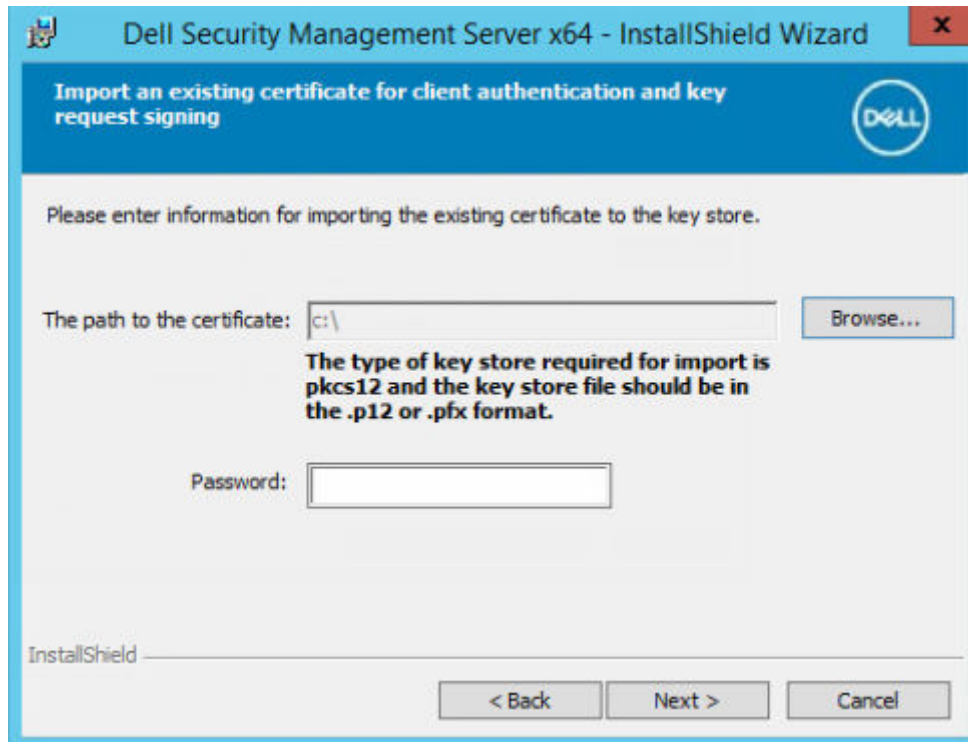 Dell Security Management Server x64 - InstallShield Wizard
x
Import an existing certificate for client authentication and key
request signing
DELL
Please enter information for importing the existing certificate to the key store.
The path to the certificate: c:\ Browse...
The type of key store required for import is
pkcs12 and the key store file should be in
the .p12 or .pfx format.
Password:
InstallShield
< Back Next > Cancel